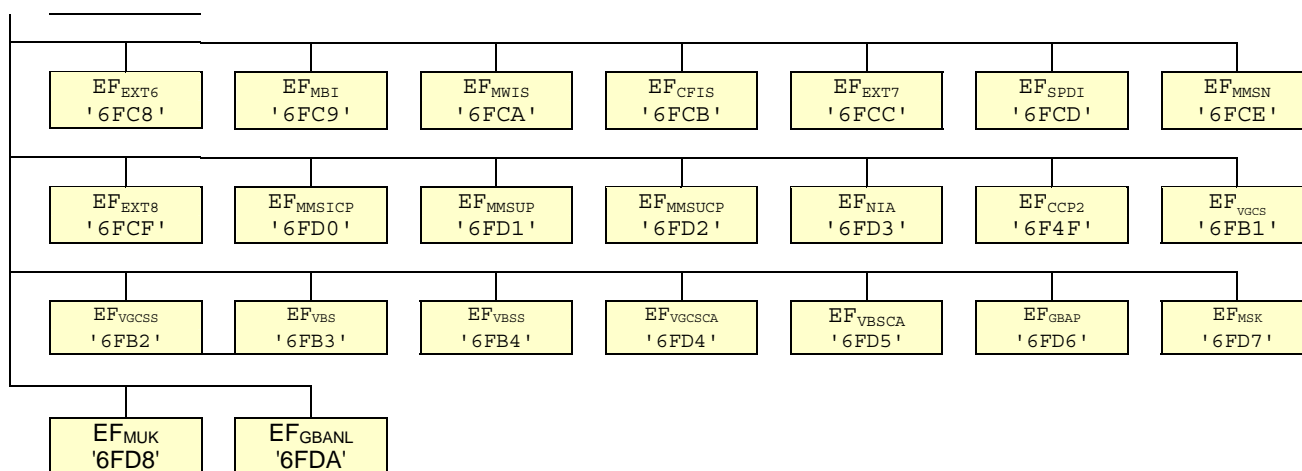 EFEXT6 EFMBI EFMWIS EFCFIS EFEXT7 EFSPDI EFMMSN
'6FC8' '6FC9' '6FCA' '6FCB' '6FCC' '6FCD' '6FCE'
EFEXT8 EFMMSICP EFMMSUP EFMMSUCP EFNIA EFCCP2 EFVGCS
'6FCF' '6FD0' '6FD1' '6FD2' '6FD3' '6F4F' '6FB1'
EFVGCSS EFVBS EFVBSS EFVGCSCA EFVBSCA EFGBAP EFMSK
'6FB2' '6FB3' '6FB4' '6FD4' '6FD5' '6FD6' '6FD7'
EFMUK EFGBANL
'6FD8' '6FDA'